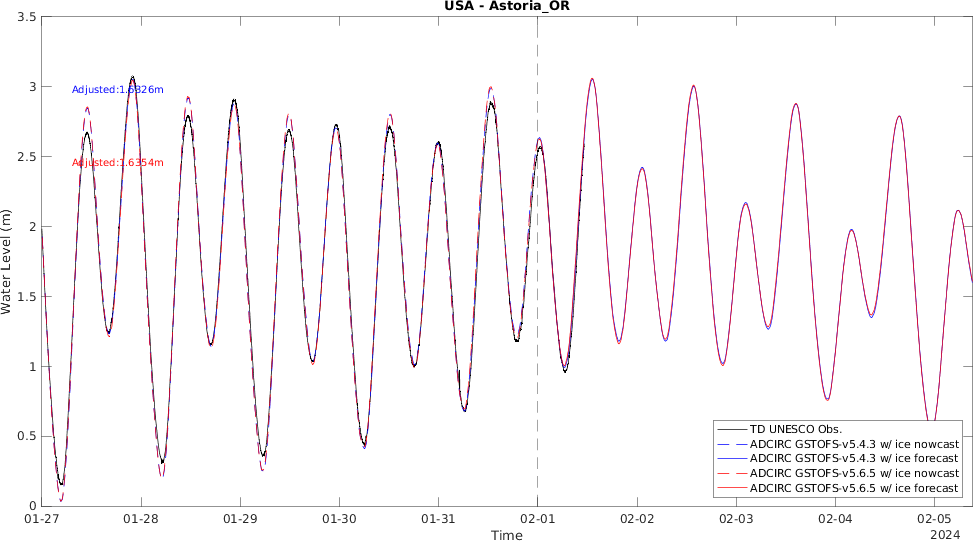 USA - Astoria_OR
3.5
3
2.5
2
1.5
1
0.5
0
Water Level (m)
Adjusted:1.6326m
Adjusted:1.6354m
TD UNESCO Obs.
ADCIRC GSTOFS-v5.4.3 w/ ice nowcast
ADCIRC GSTOFS-v5.4.3 w/ ice forecast
ADCIRC GSTOFS-v5.6.5 w/ ice nowcast
ADCIRC GSTOFS-v5.6.5 w/ ice forecast
01-27 01-28 01-29 01-30 01-31 02-01 02-02 02-03 02-04 02-05
Time
2024